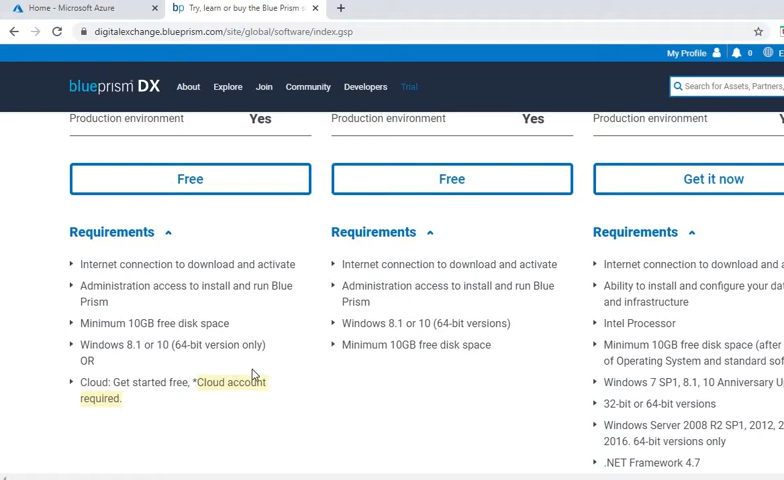 Home - Microsoft Azure
bp Try, learn or buy the Blue Prism s
digitalexchange.blueprism.com/site/global/software/index.gsp
My Profile 0 E
blueprism DX About Explore Join Community Developers Trial Search for Assets, Partners,
Production environment Yes
Production environment Yes
Production environment Y
Free
Free
Get it now
Requirements
Internet connection to download and activate
Administration access to install and run Blue
Prism
Minimum 10GB free disk space
Windows 8.1 or 10 (64-bit version only)
OR
Cloud: Get started free, *Cloud account
required.
Requirements
Internet connection to download and activate
Administration access to install and run Blue
Prism
Windows 8.1 or 10 (64-bit versions)
Minimum 10GB free disk space
Requirements
Internet connection to download and a
Ability to install and configure your dat
and infrastructure
Intel Processor
Minimum 10GB free disk space (after
of Operating System and standard sof
Windows 7 SP1, 8.1, 10 Anniversary U
32-bit or 64-bit versions
Windows Server 2008 R2 SP1, 2012, 2
2016. 64-bit versions only
.NET Framework 4.7